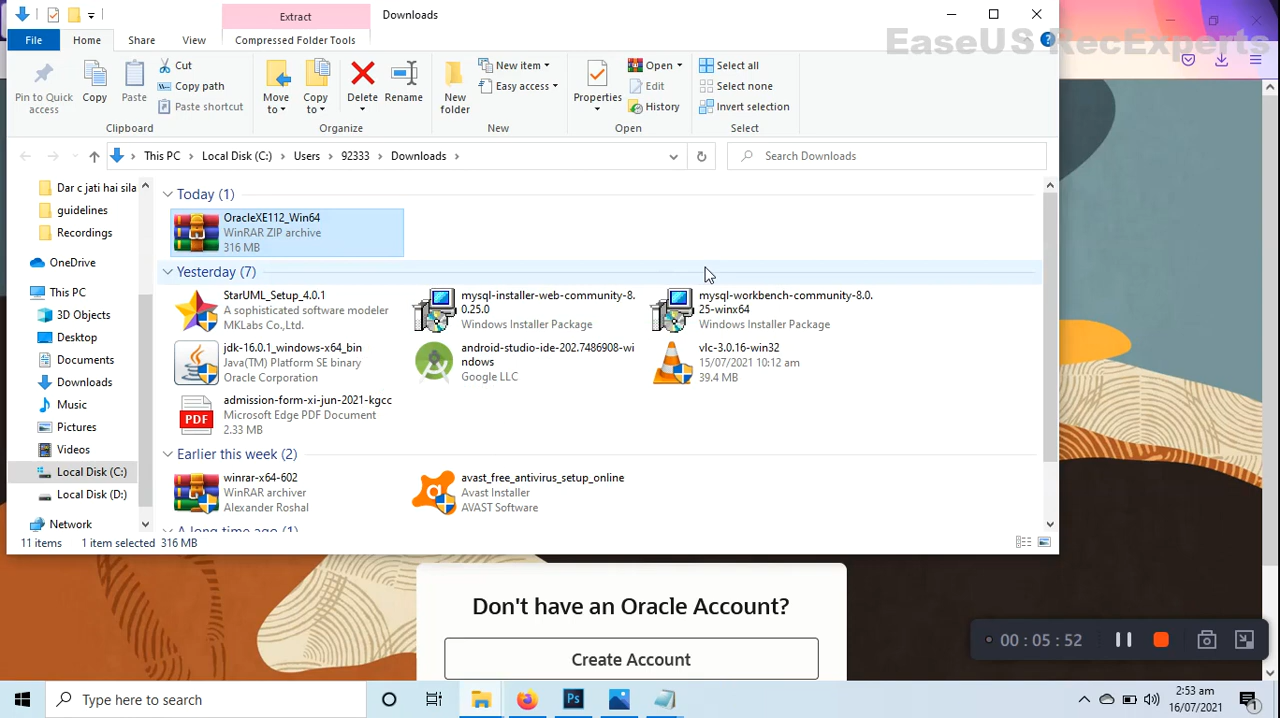 Extract
Downloads
EaseUS RecExperts
File
Home
Share
View
Compressed Folder Tools
Pin to Quick
access
Copy
Paste
Cut
Copy path
Paste shortcut
Clipboard
Move
to
Copy
to
Delete
Rename
Organize
New
folder
New item
Easy access
New
Properties
Open
Edit
History
Open
Select all
Select none
Invert selection
Select
This PC
Local Disk (C:)
Users
92333
Downloads
Search Downloads
Dar c jati hai sila
guidelines
Recordings
OneDrive
This PC
3D Objects
Desktop
Documents
Downloads
Music
Pictures
Videos
Local Disk (C:)
Local Disk (D:)
Network
Today (1)
OracleXE112_Win64
WinRAR ZIP archive
316 MB
Yesterday (7)
StarUML_Setup_4.0.1
A sophisticated software modeler
MKLabs Co.,Ltd.
mysql-installer-web-community-8.
0.25.0
Windows Installer Package
mysql-workbench-community-8.0.
25-winx64
Windows Installer Package
jdk-16.0.1_windows-x64_bin
Java(TM) Platform SE binary
Oracle Corporation
android-studio-ide-202.7486908-wi
ndows
Google LLC
vlc-3.0.16-win32
15/07/2021 10:12 am
39.4 MB
PDF
admission-form-xi-jun-2021-kgcc
Microsoft Edge PDF Document
2.33 MB
Earlier this week (2)
winrar-x64-602
WinRAR archiver
Alexander Roshal
avast_free_antivirus_setup_online
Avast Installer
AVAST Software
A long time ago (1)
11 items
1 item selected 316 MB
Don't have an Oracle Account?
Create Account
00 : 05 : 52
Type here to search
Ps
2:53 am
16/07/2021
1